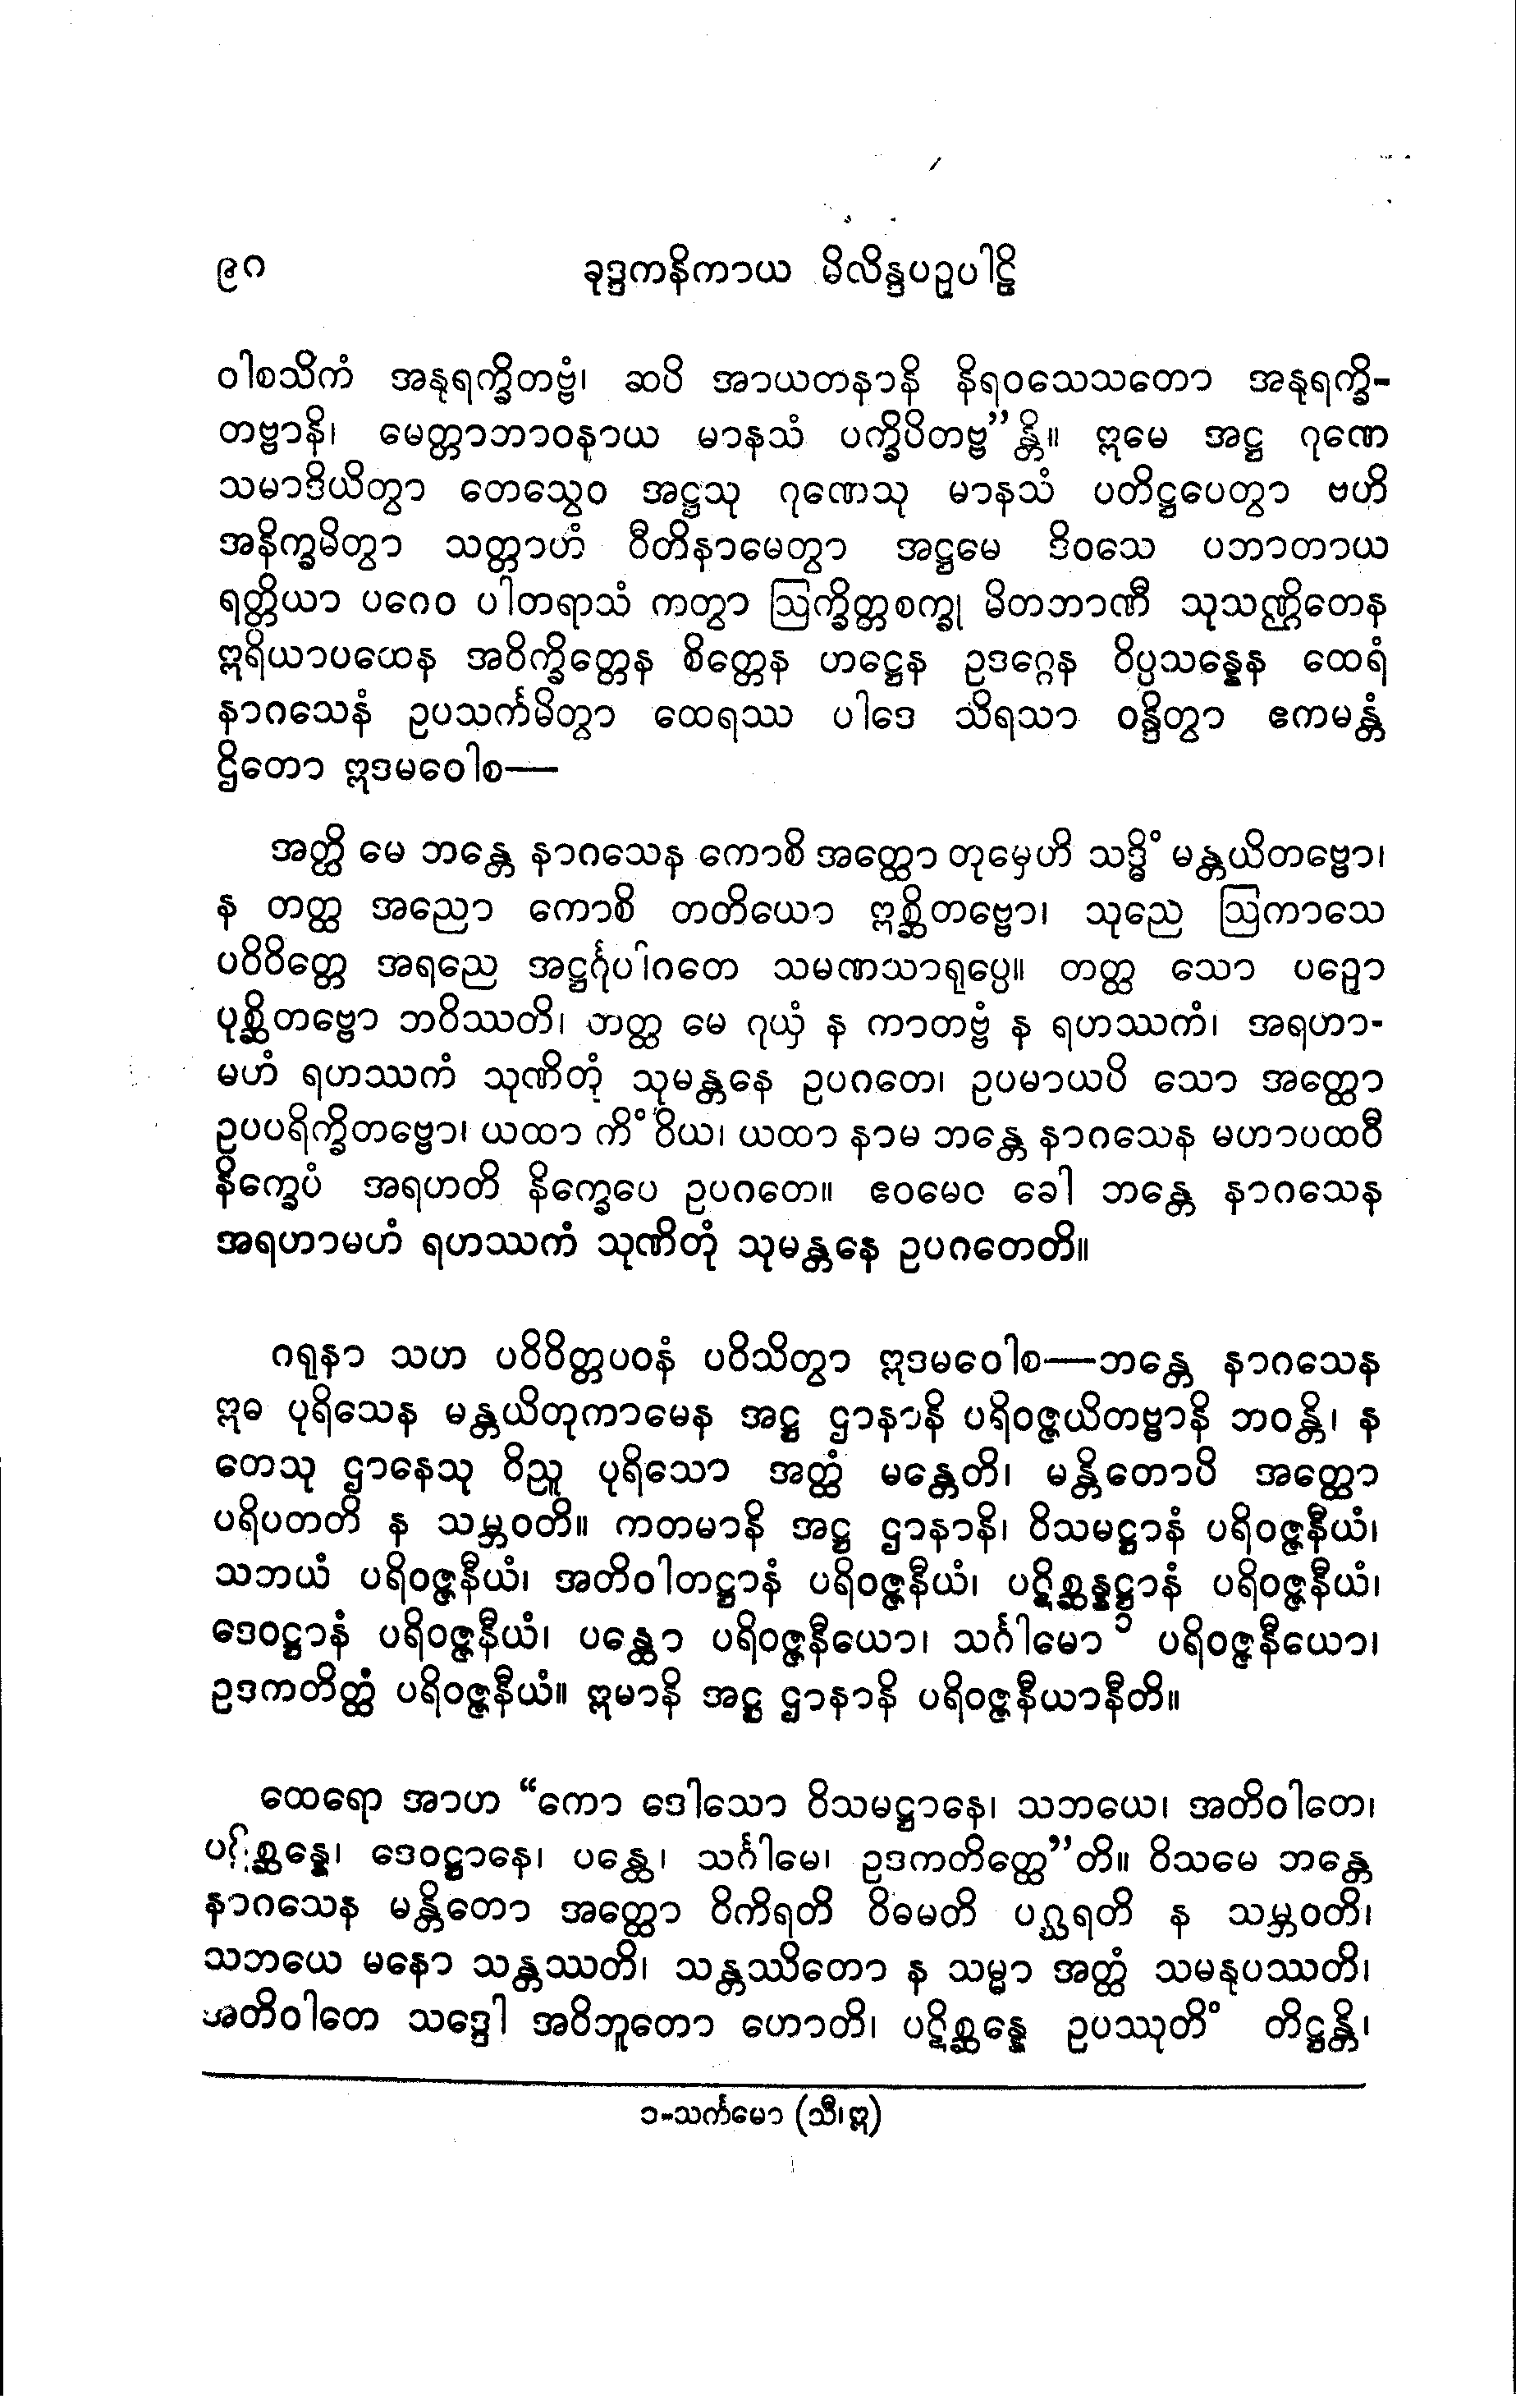 ၉ဂ ခုဒ္ဒကနိကာယ မိလိန္ဒပဉှပါဠိ
ဝါစသိကံ အနုရက္ခိတဗ္ဗံ၊ ဆပိ အာယတနာနိ နိရဝသေသတော အနုရက္ခိ-
တဗ္ဗာနိ၊ မေတ္တာဘာဝနာယ မာနသံ ပက္ခိပိတဗ္ဗ”န္တိ။ ဣမေ အဋ္ဌ ဂုဏေ
သမာဒိယိတွာ တေသွေဝ အဋ္ဌသု ဂုဏေသု မာနသံ ပတိဋ္ဌပေတွာ ဗဟိ
အနိက္ခမိတွာ သတ္တာဟံ ဝီတိနာမေတွာ အဋ္ဌမေ ဒိဝသေ ပဘာတာယ
ရတ္တိယာ ပဂေဝ ပါတရာသံ ကတွာ ဩက္ခိတ္တစက္ခု မိတဘာဏီ သုသဏ္ဌိတေန
ဣရိယာပထေန အဝိက္ခိတ္တေန စိတ္တေန ဟဋ္ဌေန ဥဒဂ္ဂေန ဝိပ္ပသန္နေန ထေရံ
နာဂသေနံ ဥပသင်္ကမိတွာ ထေရဿ ပါဒေ သိရသာ ဝန္ဒိတွာ ဧကမန္တံ
ဌိတော ဣဒမဝေါစ—
အတ္ထိ မေ ဘန္တေ နာဂသေန ကောစိ အတ္ထော တုမှေဟိ သဒ္ဓိံ မန္တယိတဗ္ဗော၊
န တတ္ထ အညော ကောစိ တတိယော ဣစ္ဆိတဗ္ဗော၊ သုညေ ဩကာသေ
ပဝိဝိတ္တေ အရညေ အဋ္ဌင်္ဂုပါဂတေ သမဏသာရုပ္ပေ။ တတ္ထ သော ပဉှော
ပုစ္ဆိတဗ္ဗော ဘဝိဿတိ၊ တတ္ထ မေ ဂုယှံ န ကာတဗ္ဗံ န ရဟဿကံ၊ အရဟာ-
မဟံ ရဟဿကံ သုဏိတုံ သုမန္တနေ ဥပဂတေ၊ ဥပမာယပိ သော အတ္ထော
ဥပပရိက္ခိတဗ္ဗော၊ ယထာ ကိံ ဝိယ၊ ယထာ နာမ ဘန္တေ နာဂသေန မဟာပထဝီ
နိက္ခေပံ အရဟတိ နိက္ခေပေ ဥပဂတေ။ ဧဝမေဝ ခေါ ဘန္တေ နာဂသေန
အရဟာမဟံ ရဟဿကံ သုဏိတုံ သုမန္တနေ ဥပဂတေတိ။
ဂရုနာ သဟ ပဝိဝိတ္တပဝနံ ပဝိသိတွာ ဣဒမဝေါစ—ဘန္တေ နာဂသေန
ဣဓ ပုရိသေန မန္တယိတုကာမေန အဋ္ဌ ဌာနာနိ ပရိဝဇ္ဇယိတဗ္ဗာနိ ဘဝန္တိ၊ န
တေသု ဌာနေသု ဝိညူ ပုရိသော အတ္ထံ မန္တေတိ၊ မန္တိတောပိ အတ္ထော
ပရိပတတိ န သမ္ဘဝတိ။ ကတမာနိ အဋ္ဌ ဌာနာနိ၊ ဝိသမဋ္ဌာနံ ပရိဝဇ္ဇနီယံ၊
သဘယံ ပရိဝဇ္ဇနီယံ၊ အတိဝါတဋ္ဌာနံ ပရိဝဇ္ဇနီယံ၊ ပဋိစ္ဆန္နဋ္ဌာနံ ပရိဝဇ္ဇနီယံ၊
ဒေဝဋ္ဌာနံ ပရိဝဇ္ဇနီယံ၊ ပန္ထော ပရိဝဇ္ဇနီယော၊ သင်္ဂါမော ၁ ပရိဝဇ္ဇနီယော၊
ဥဒကတိတ္ထံ ပရိဝဇ္ဇနီယံ။ ဣမာနိ အဋ္ဌ ဌာနာနိ ပရိဝဇ္ဇနီယာနီတိ။
ထေရော အာဟ “ကော ဒေါသော ဝိသမဋ္ဌာနေ၊ သဘယေ၊ အတိဝါတေ၊
ပဋိစ္ဆန္နေ၊ ဒေဝဋ္ဌာနေ၊ ပန္ထေ၊ သင်္ဂါမေ၊ ဥဒကတိတ္ထေ”တိ။ ဝိသမေ ဘန္တေ
နာဂသေန မန္တိတော အတ္ထော ဝိကိရတိ ဝိဓမတိ ပဂ္ဃရတိ န သမ္ဘဝတိ၊
သဘယေ မနော သန္တဿတိ၊ သန္တဿိတော န သမ္မာ အတ္ထံ သမနုပဿတိ၊
အတိဝါတေ သဒ္ဒေါ အဝိဘူတော ဟောတိ၊ ပဋိစ္ဆန္နေ ဥပဿုတိံ တိဋ္ဌန္တိ၊
၁-သင်္ကမော (သီ၊ဣ)